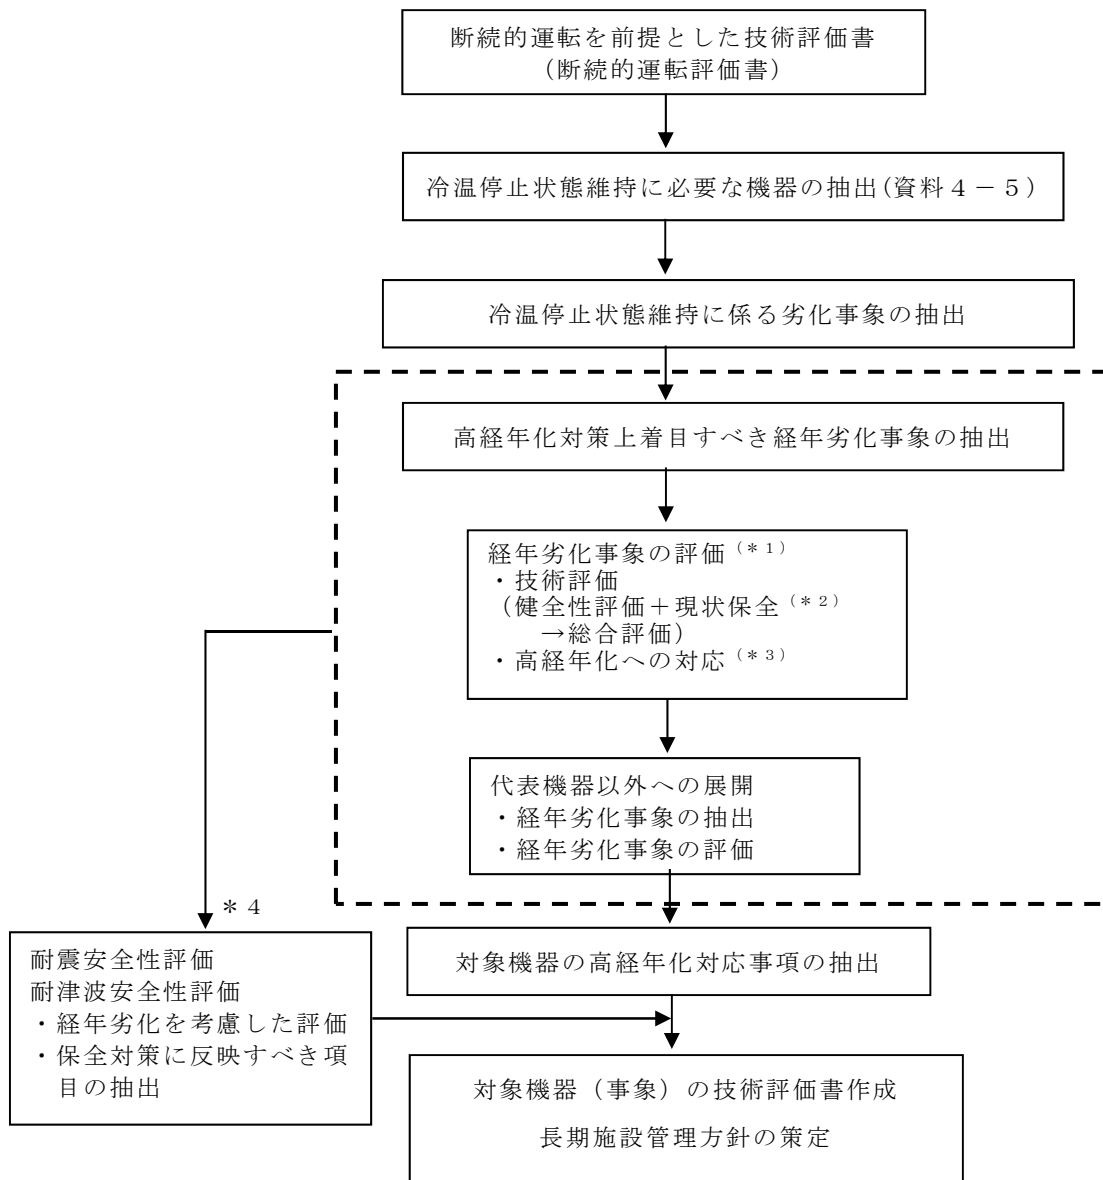 断続的運転を前提とした技術評価書
（断続的運転評価書）
冷温停止状態維持に必要な機器の抽出(資料４－５）
冷温停止状態維持に係る劣化事象の抽出
高経年化対策上着目すべき経年劣化事象の抽出
経年劣化事象の評価(＊1)
・技術評価
（健全性評価＋現状保全(＊2)
→総合評価）
・高経年化への対応(＊3)
代表機器以外への展開
・経年劣化事象の抽出
・経年劣化事象の評価
＊４
耐震安全性評価
耐津波安全性評価
・経年劣化を考慮した評価
・保全対策に反映すべき項
目の抽出
対象機器の高経年化対応事項の抽出
対象機器（事象）の技術評価書作成
長期施設管理方針の策定